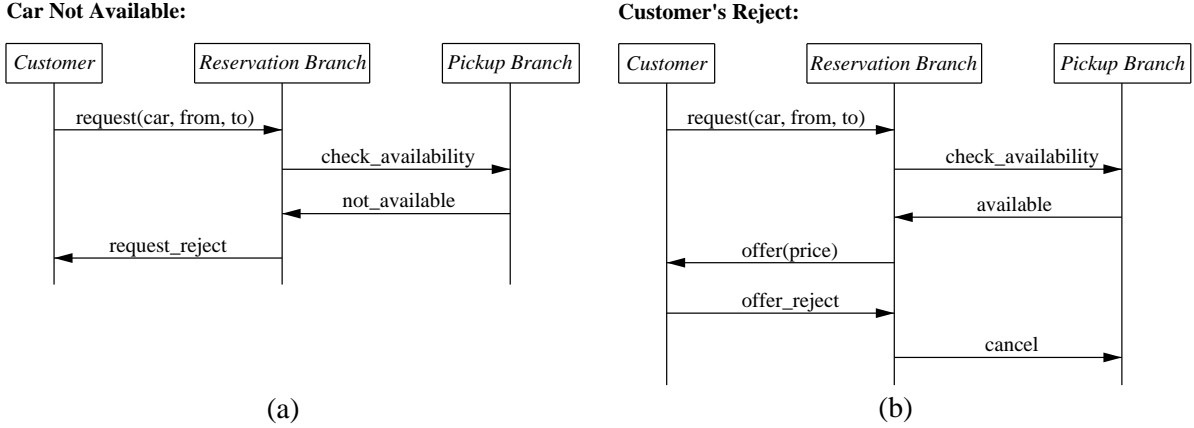 Car Not Available:
Customer
Reservation Branch
Pickup Branch
request(car, from, to)
check_availability
not_available
request_reject
(a)
Customer's Reject:
Customer
Reservation Branch
Pickup Branch
request(car, from, to)
check_availability
available
offer(price)
offer_reject
cancel
(b)